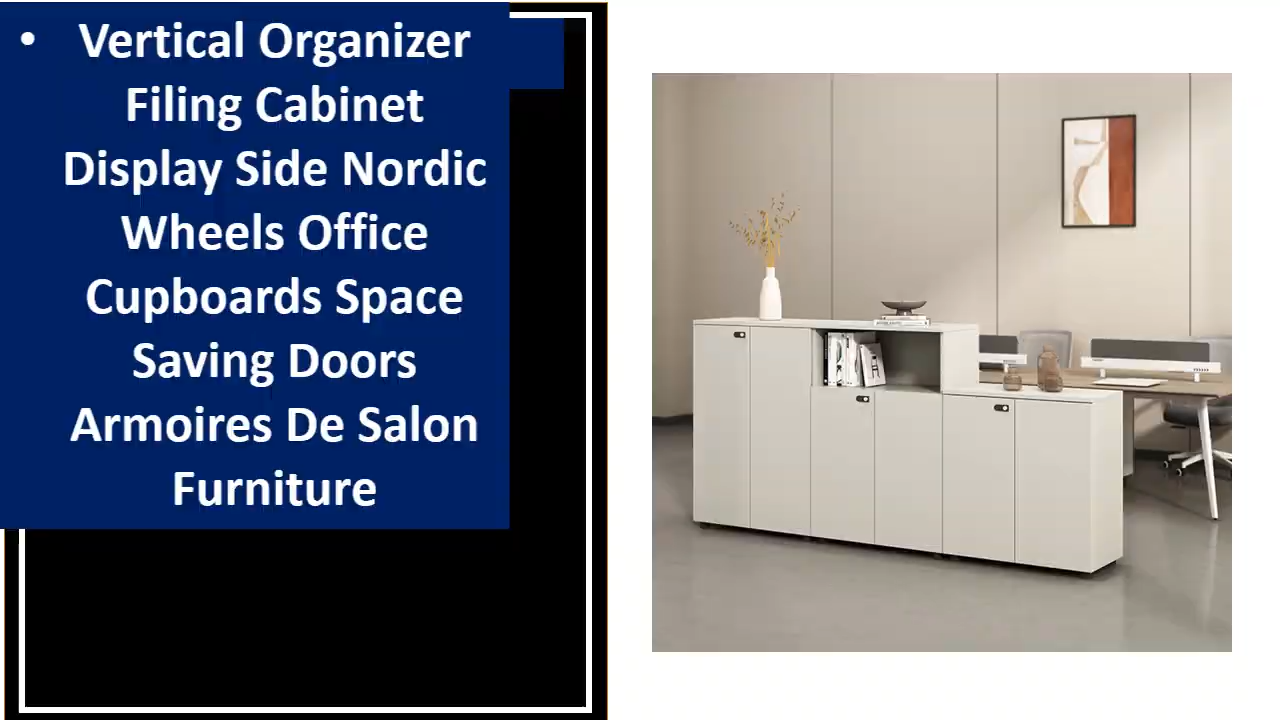 • Vertical Organizer
Filing Cabinet
Display Side Nordic
Wheels Office
Cupboards Space
Saving Doors
Armoires De Salon
Furniture